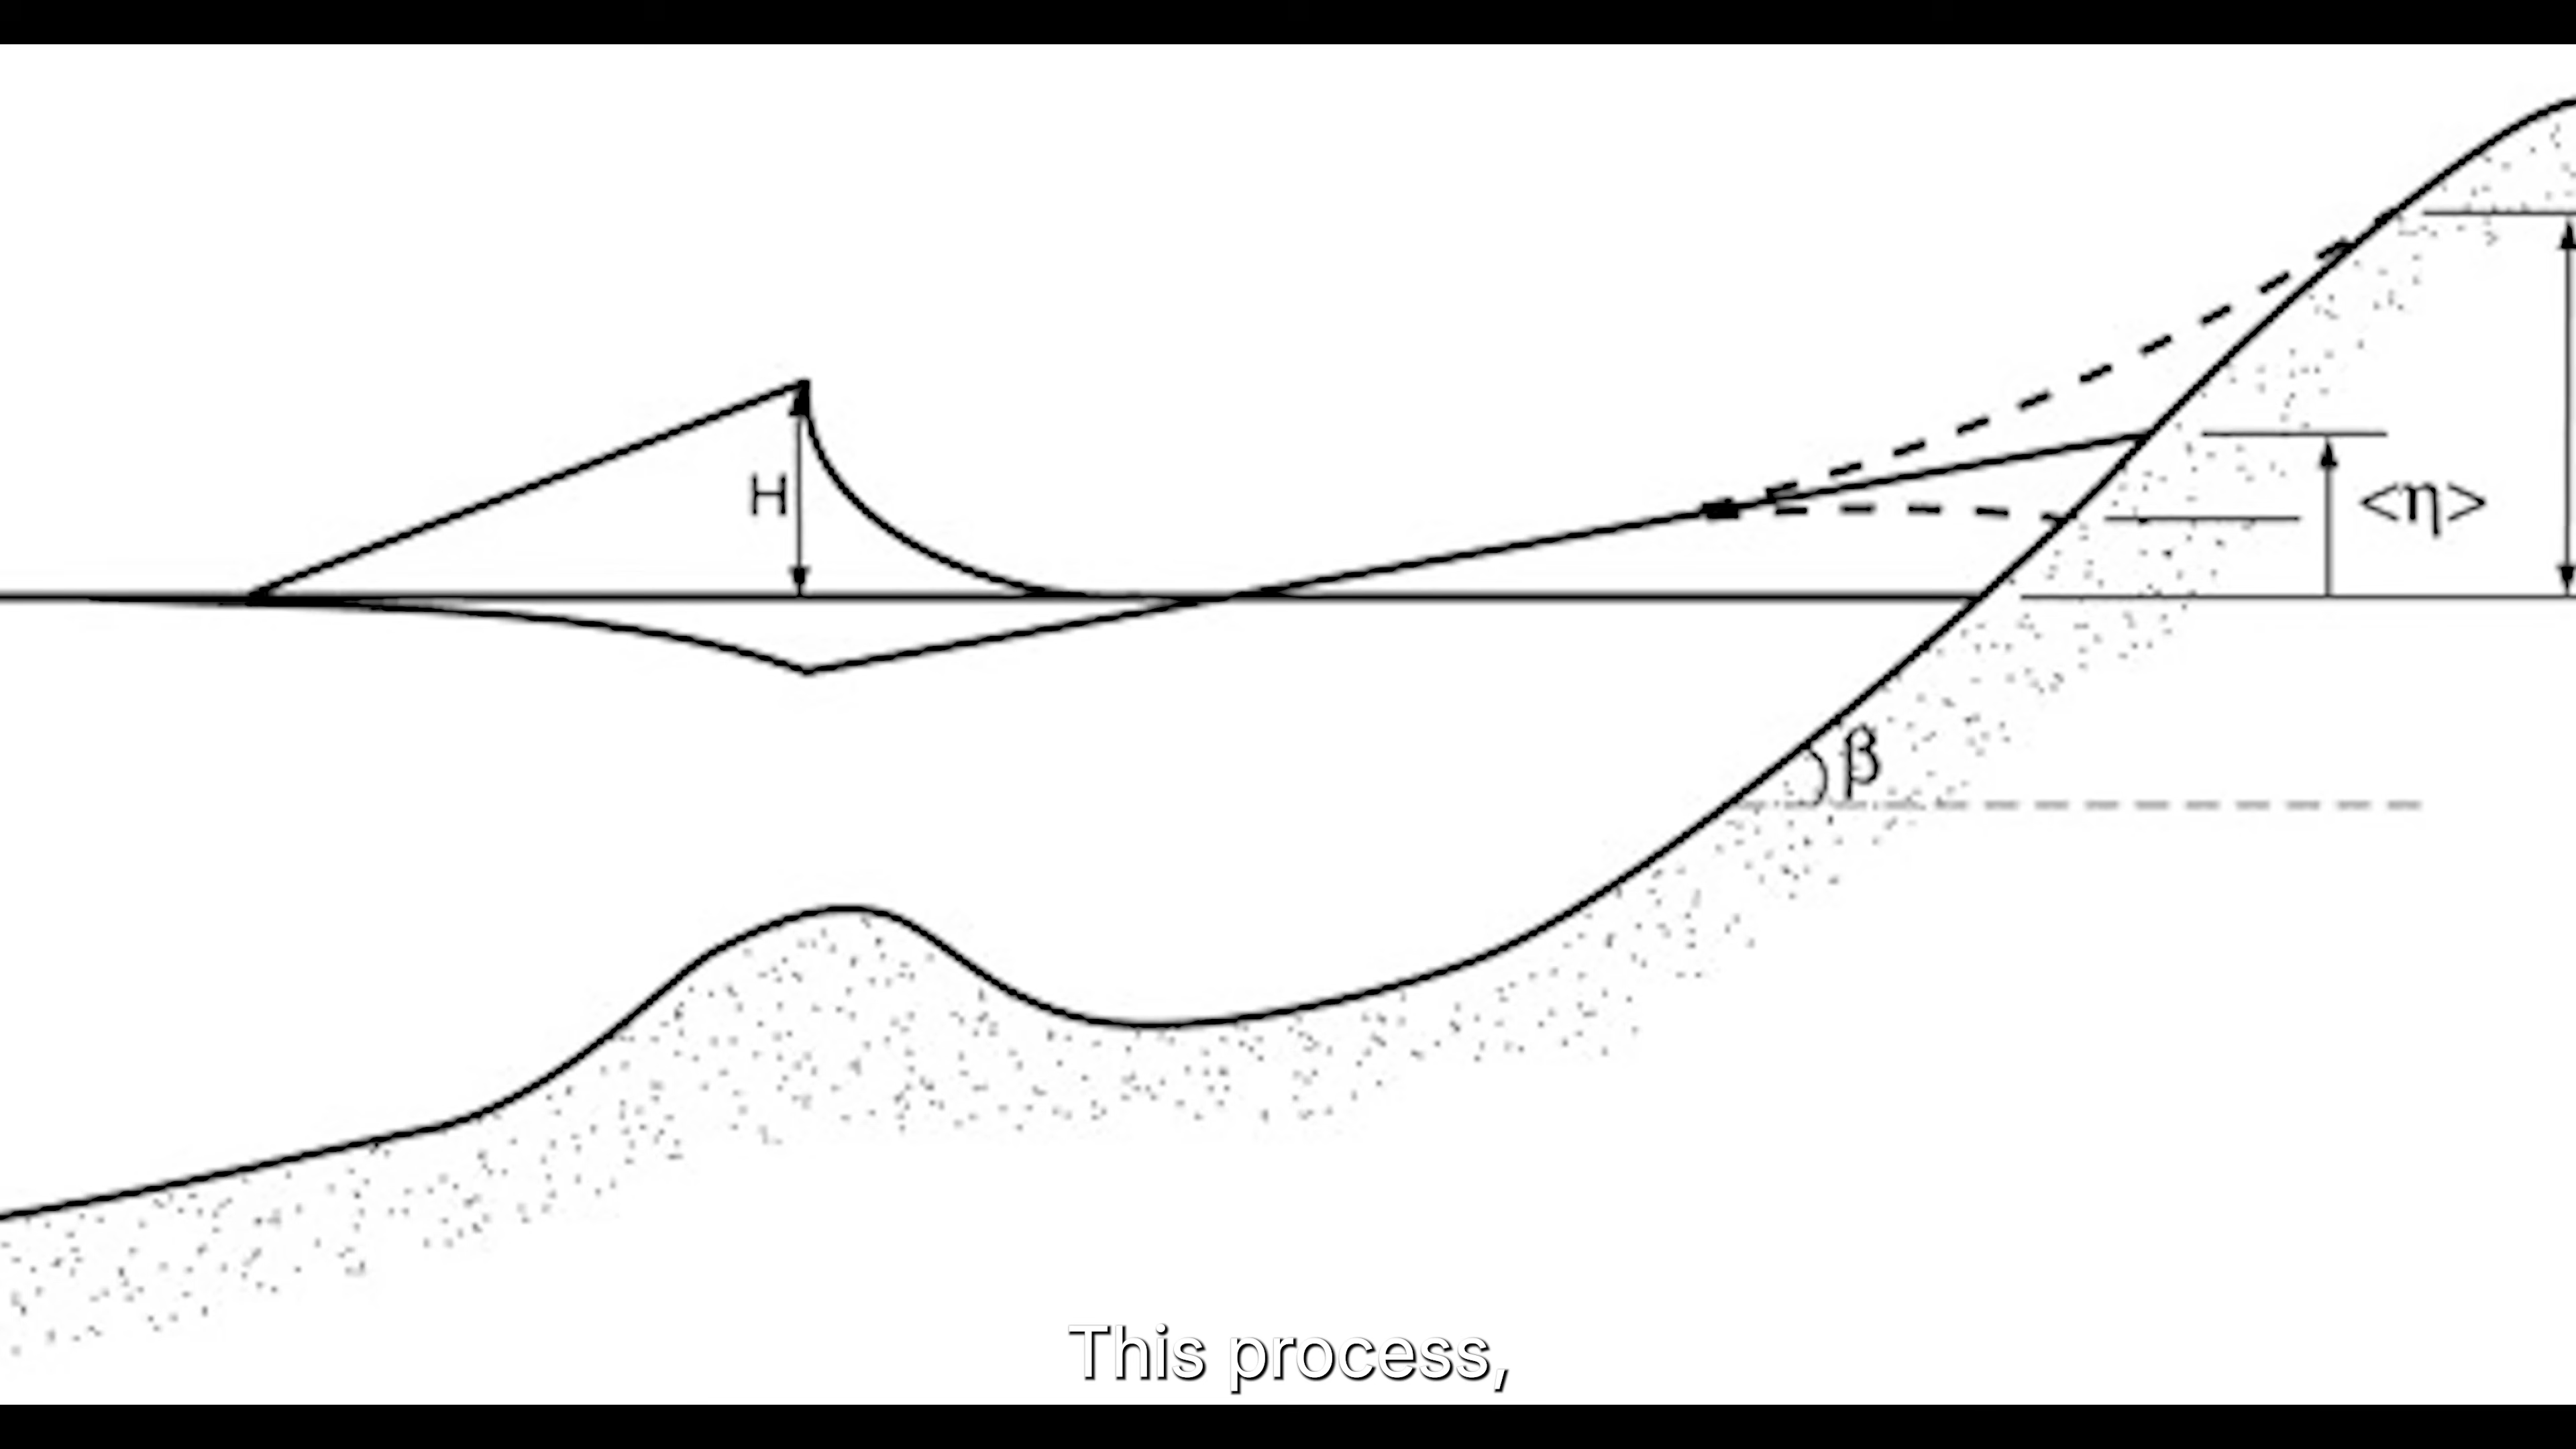 H
<η>
β
This process,